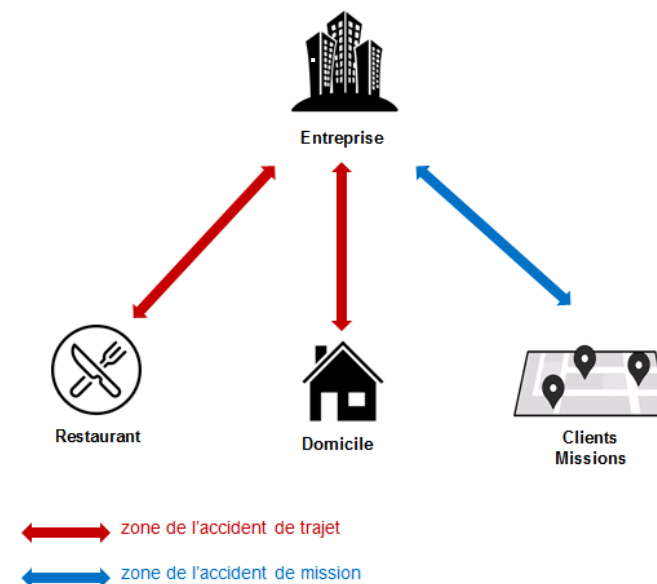 Entreprise
Restaurant
Domicile
Clients
Missions
zone de l'accident de trajet
zone de l'accident de mission